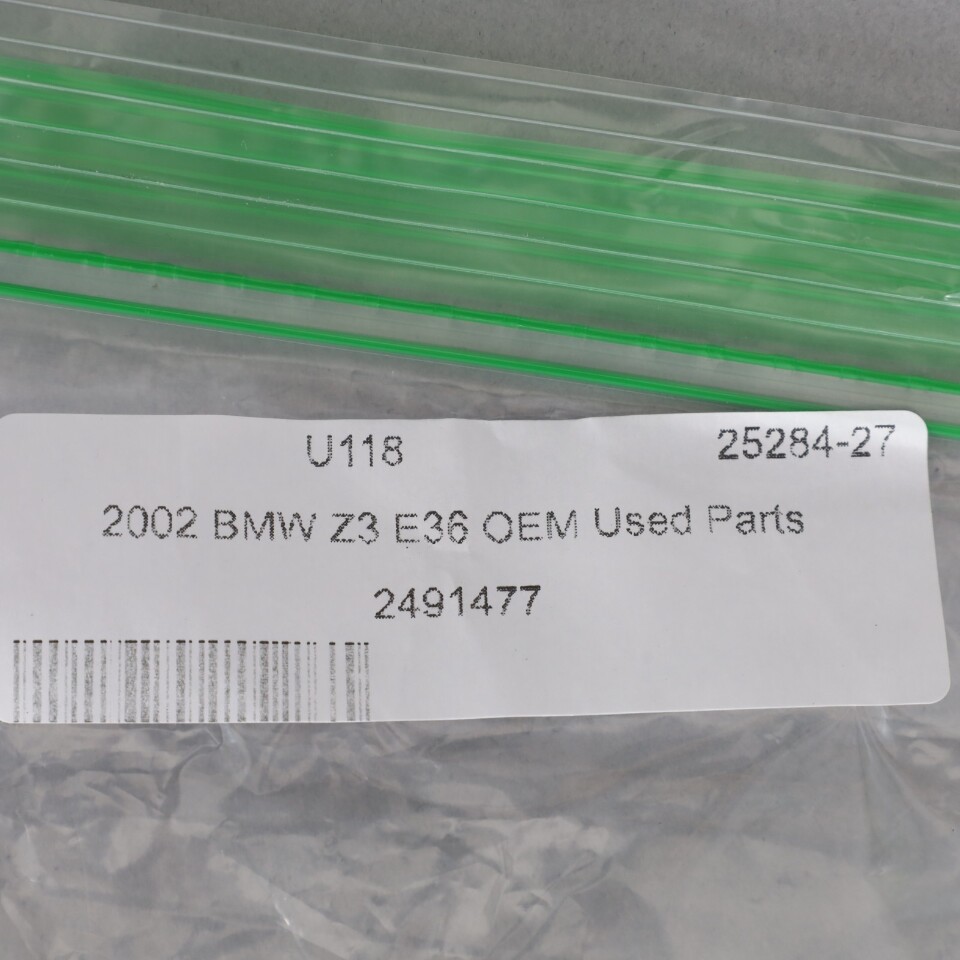 U118 25284-27
2002 BMW Z3 E36 OEM Used Parts
2491477